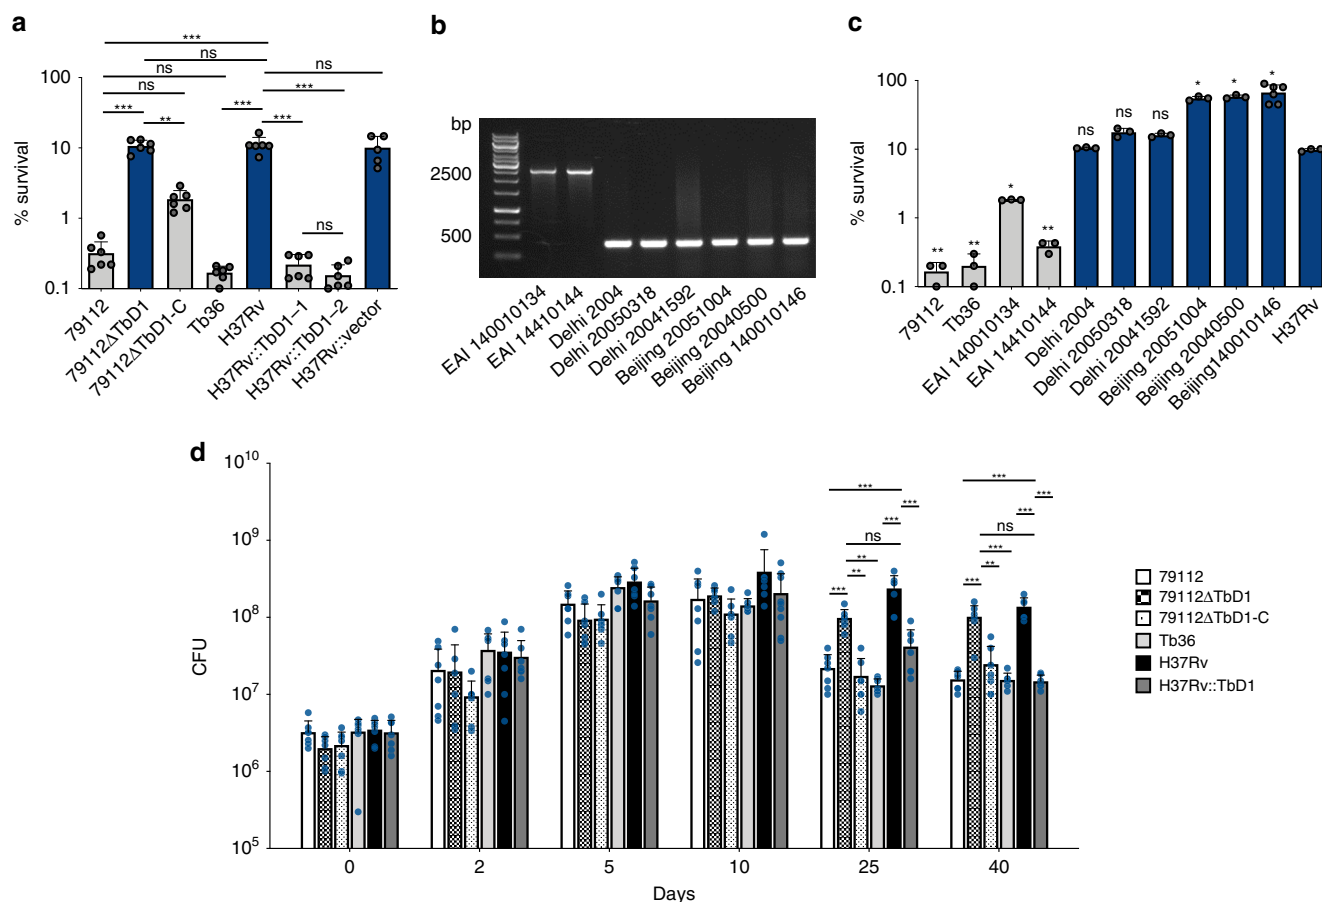 a
***
ns
ns
ns
ns
***
***
***
**
***
ns
% survival
100
10
1
0.1
79112
79112ΔTbD1
79112ΔTbD1-C
Tb36
H37Rv
H37Rv::TbD1–1
H37Rv::TbD1–2
H37Rv::vector
b
bp
2500
500
EAI 140010134
EAI 14410144
Delhi 2004
Delhi 20050318
Delhi 20041592
Beijing 20051004
Beijing 20040500
Beijing 140010146
c
% survival
100
10
1
0.1
** ** * ** ns ns ns * * *
79112
Tb36
EAI 140010134
EAI 14410144
Delhi 2004
Delhi 20050318
Delhi 20041592
Beijing 20051004
Beijing 20040500
Beijing140010146
H37Rv
d
CFU
10^10
10^9
10^8
10^7
10^6
10^5
***
***
***
ns
**
**
***
***
***
***
ns
***
**
***
0 2 5 10 25 40
Days
79112
79112ΔTbD1
79112ΔTbD1-C
Tb36
H37Rv
H37Rv::TbD1